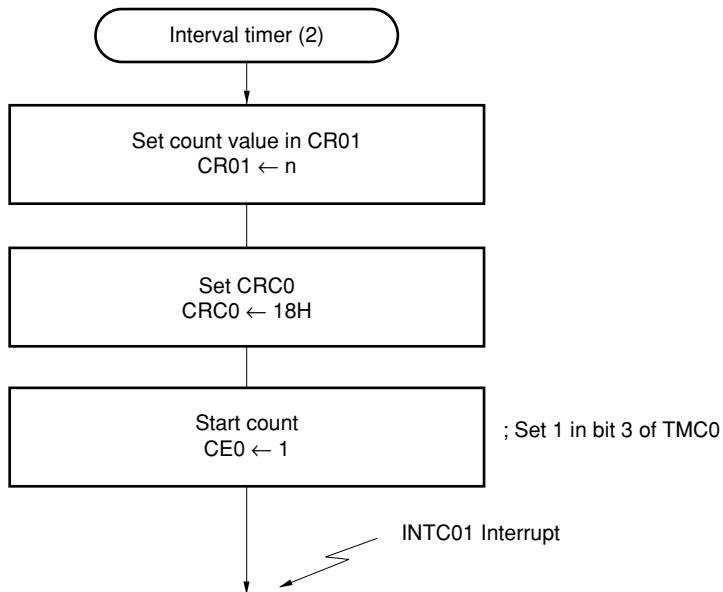 Interval timer (2)
Set count value in CR01
CR01 ← n
Set CRC0
CRC0 ← 18H
Start count
CE0 ← 1
; Set 1 in bit 3 of TMC0
INTC01 Interrupt